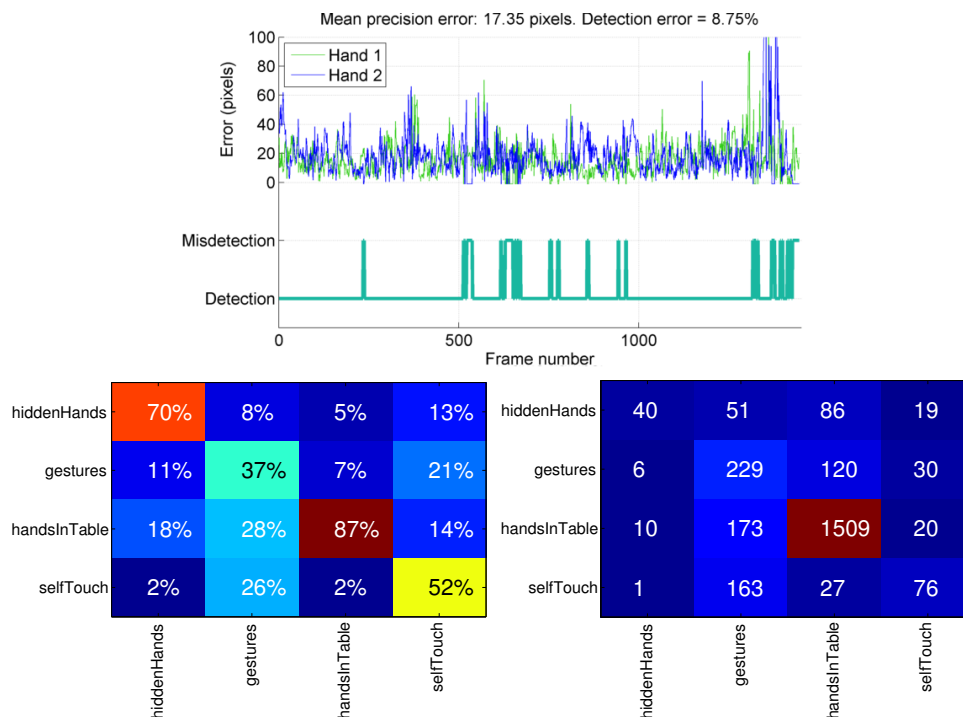 Mean precision error: 17.35 pixels. Detection error = 8.75%
Error (pixels)
100
80
60
40
20
0
Hand 1
Hand 2
Misdetection
Detection
0 500 1000
Frame number
hiddenHands 70% 8% 5% 13%
gestures 11% 37% 7% 21%
handsInTable 18% 28% 87% 14%
selfTouch 2% 26% 2% 52%
hiddenHands gestures handsInTable selfTouch
hiddenHands 40 51 86 19
gestures 6 229 120 30
handsInTable 10 173 1509 20
selfTouch 1 163 27 76
hiddenHands gestures handsInTable selfTouch